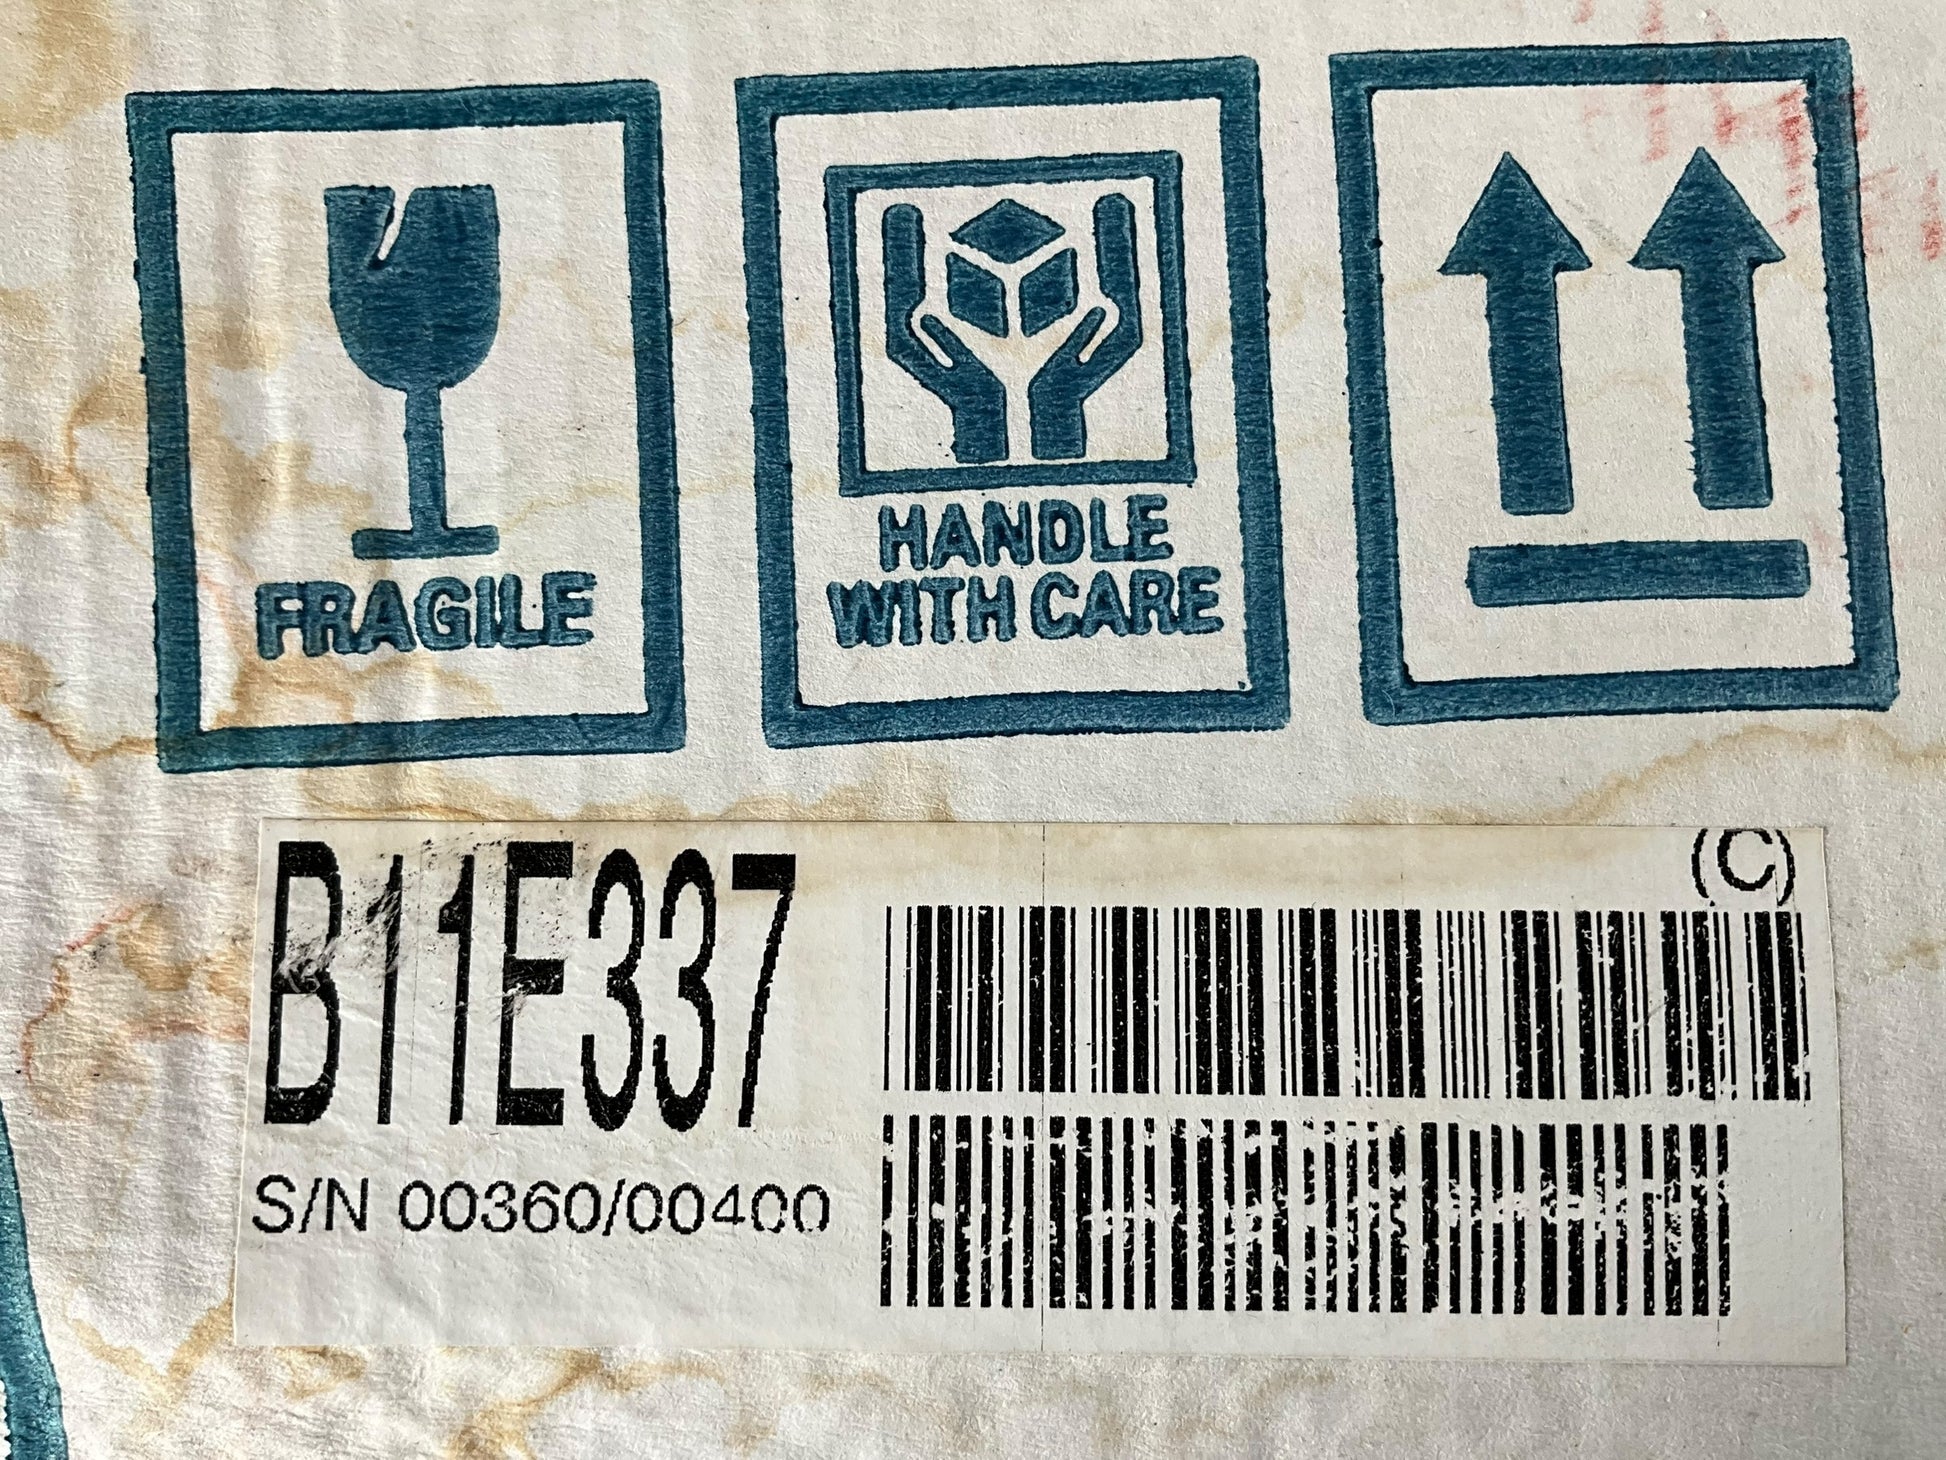 FRAGILE
HANDLE
WITH CARE
(C)
B11E337
S/N 00360/00400